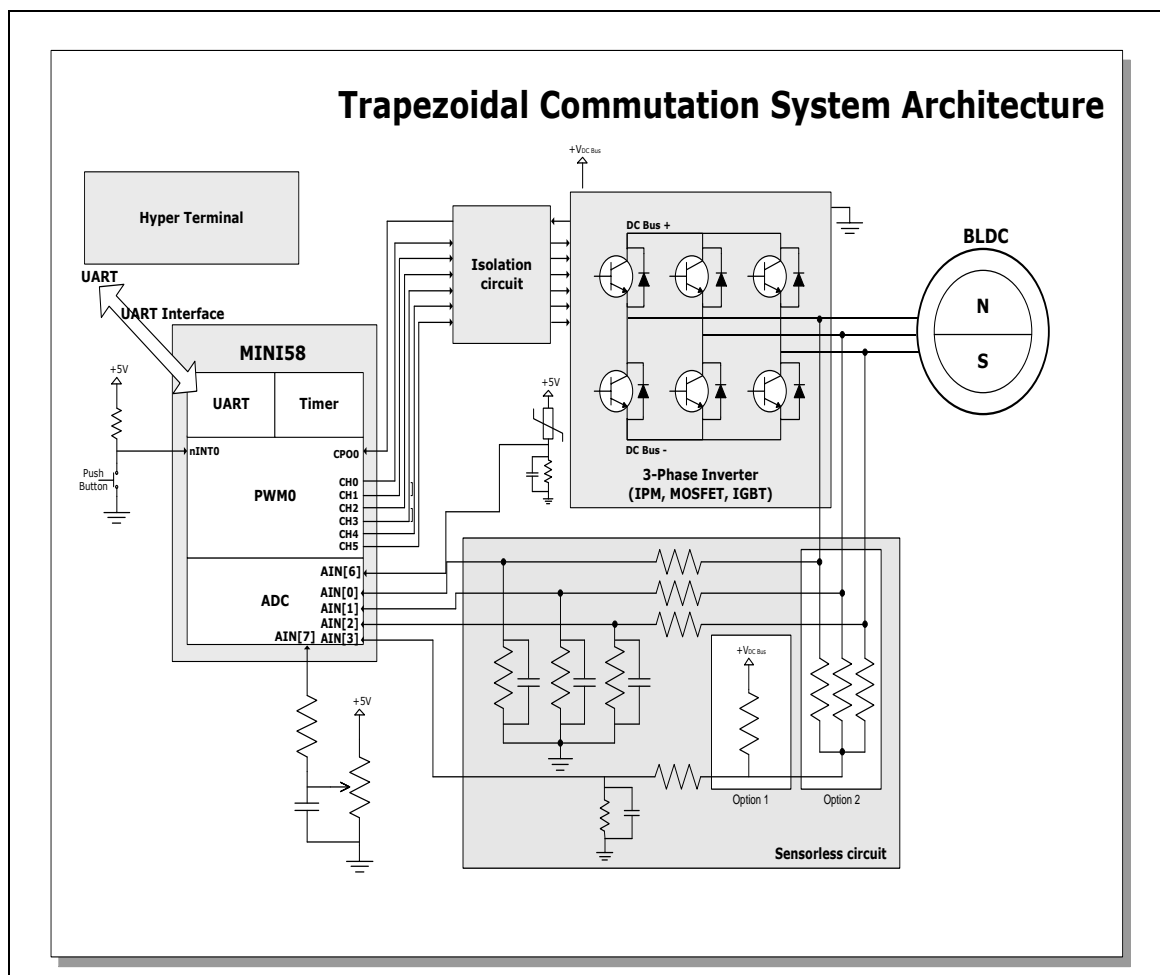 Trapezoidal Commutation System Architecture
+VDC Bus
Hyper Terminal
Isolation
circuit
DC Bus +
BLDC
N
S
UART
UART Interface
MINI58
+5V
UART
Timer
+5V
nINT0
CPO0
Push
Button
PWM0
CH0
CH1
CH2
CH3
CH4
CH5
DC Bus -
3-Phase Inverter
(IPM, MOSFET, IGBT)
ADC
AIN[6]
AIN[0]
AIN[1]
AIN[2]
AIN[7]
AIN[3]
+VDC Bus
+5V
Option 1
Option 2
Sensorless circuit